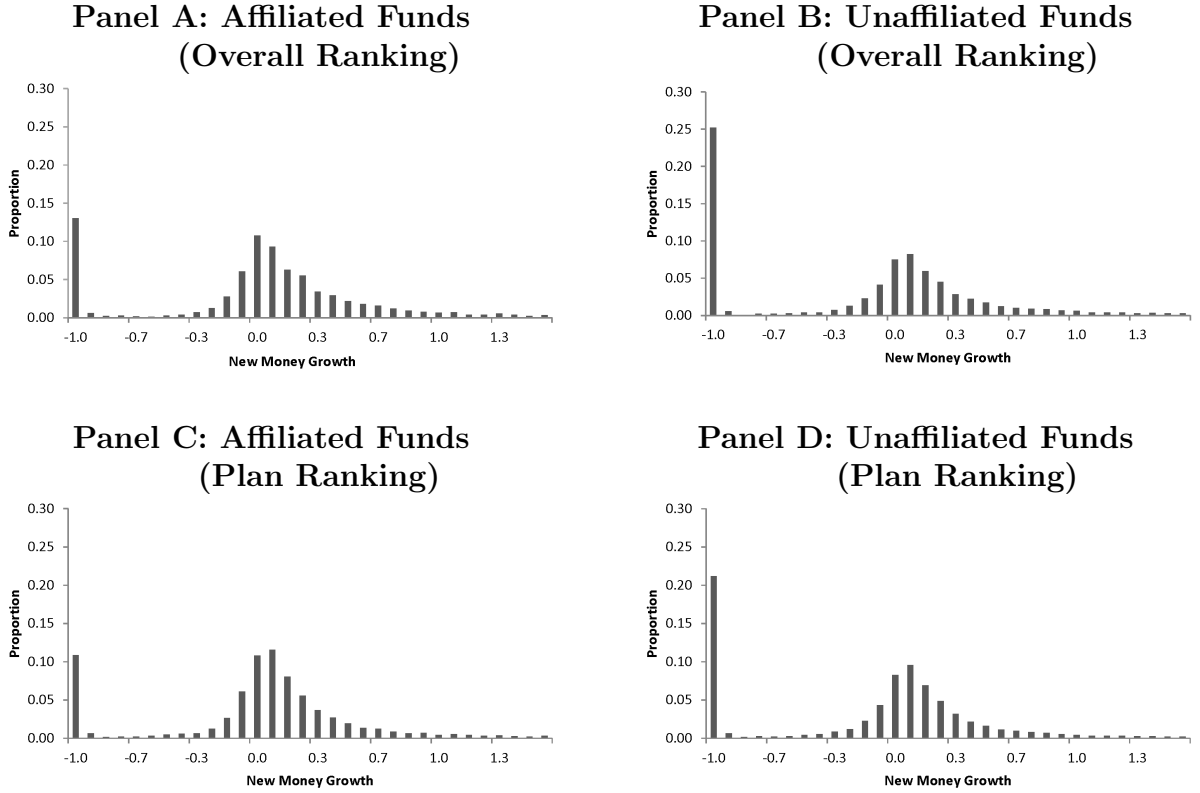 Panel A: Affiliated Funds
(Overall Ranking)
0.30
0.25
0.20
0.15
0.10
0.05
0.00
Proportion
-1.0 -0.7 -0.3 0.0 0.3 0.7 1.0 1.3
New Money Growth
Panel B: Unaffiliated Funds
(Overall Ranking)
0.30
0.25
0.20
0.15
0.10
0.05
0.00
Proportion
-1.0 -0.7 -0.3 0.0 0.3 0.7 1.0 1.3
New Money Growth
Panel C: Affiliated Funds
(Plan Ranking)
0.30
0.25
0.20
0.15
0.10
0.05
0.00
Proportion
-1.0 -0.7 -0.3 0.0 0.3 0.7 1.0 1.3
New Money Growth
Panel D: Unaffiliated Funds
(Plan Ranking)
0.30
0.25
0.20
0.15
0.10
0.05
0.00
Proportion
-1.0 -0.7 -0.3 0.0 0.3 0.7 1.0 1.3
New Money Growth